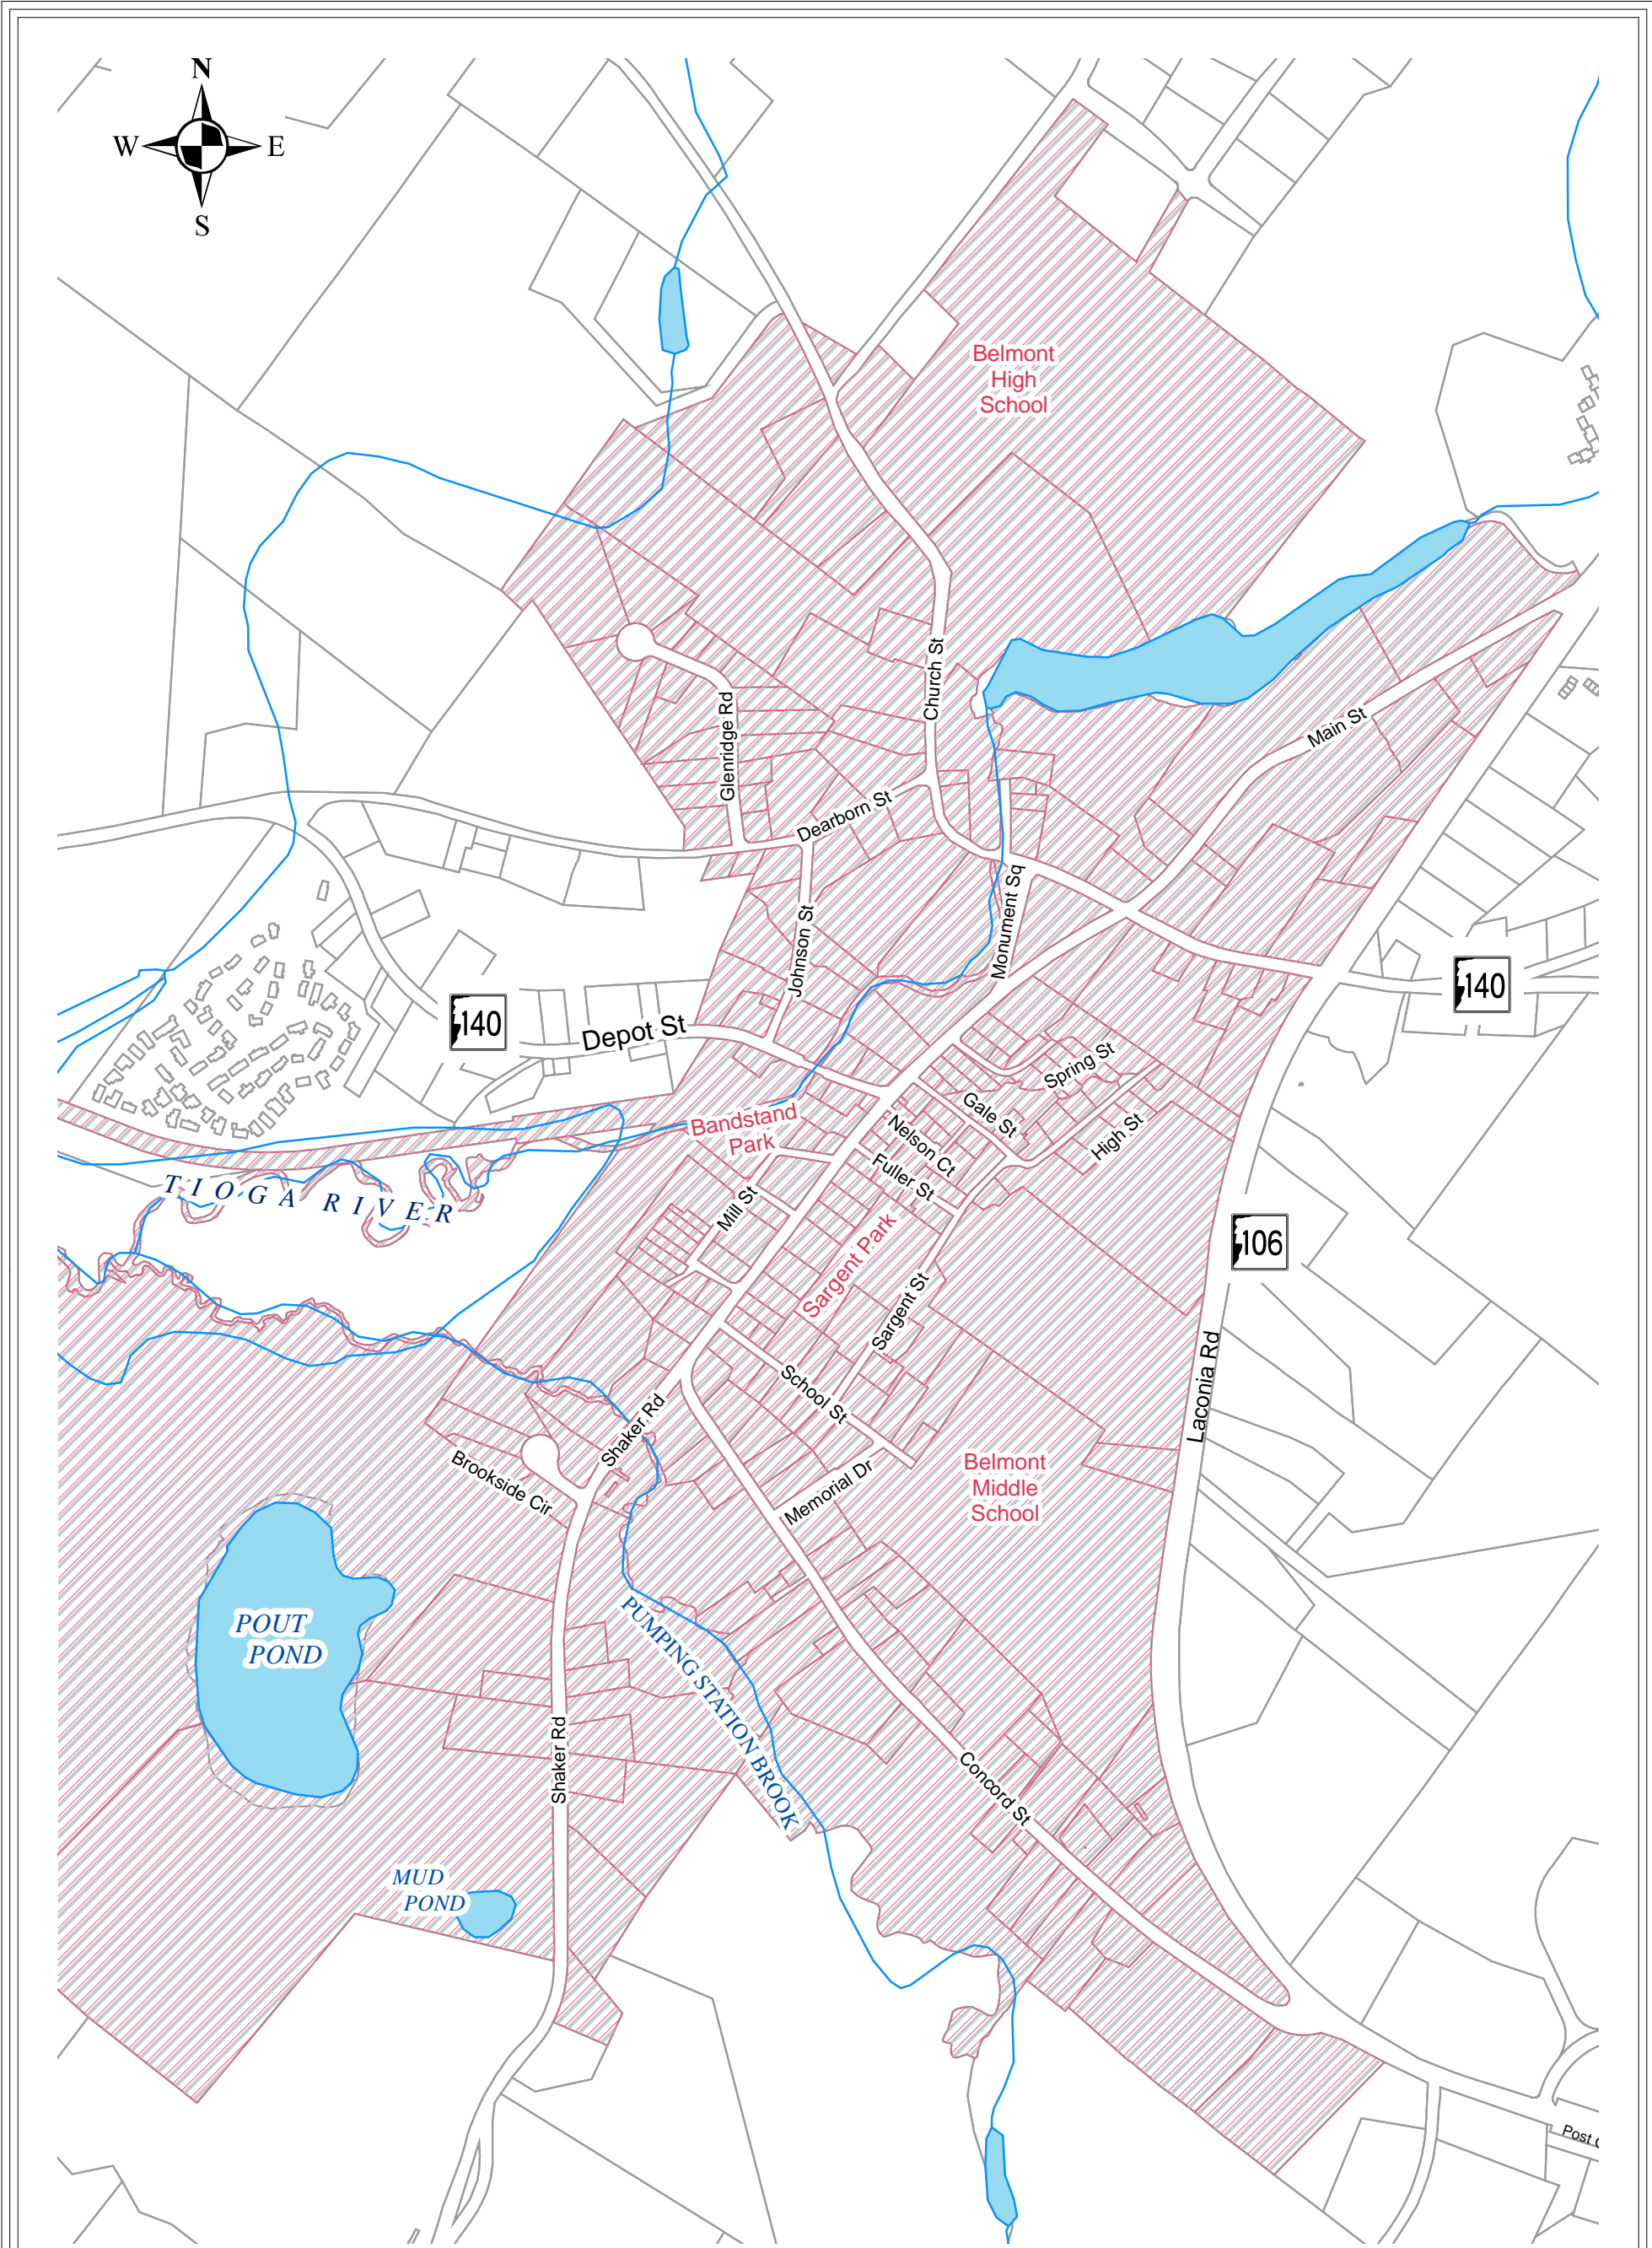 N
W E
S
Belmont
High
School
Church St
Glenridge Rd
Main St
Dearborn St
Monument Sq
Johnson St
140
140
Depot St
Spring St
Gale St
High St
Bandstand
Park
Nelson Ct
Fuller St
TIOGA RIVER
Mill St
Sargent Park
106
Sargent St
Laconia Rd
School St
Shaker Rd
Brookside Cir
Memorial Dr
Belmont
Middle
School
POUT
POND
PUMPING STATION BROOK
Shaker Rd
Concord St
MUD
POND
Post